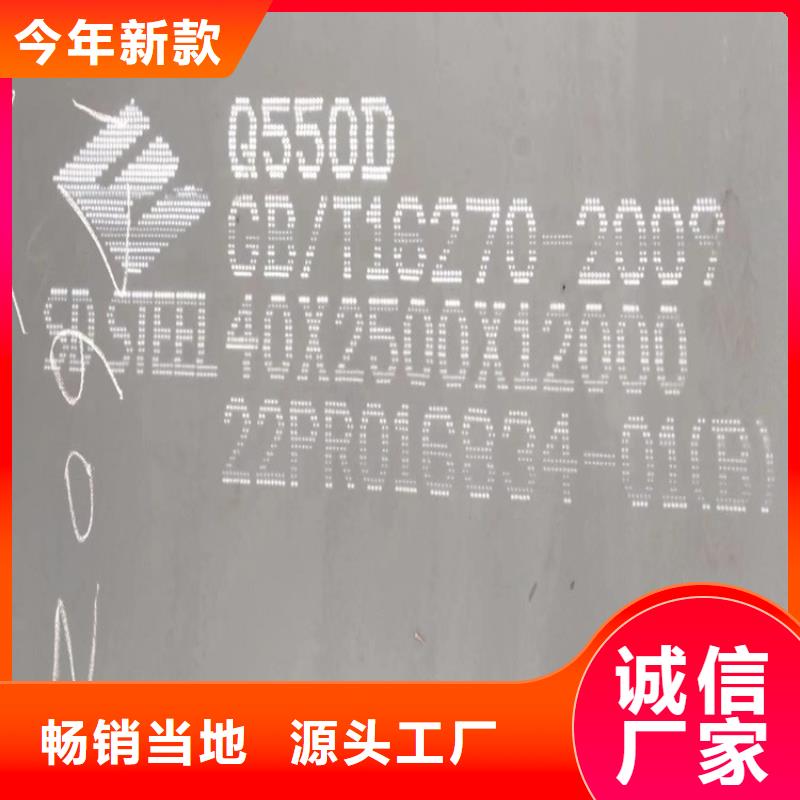 今年新款
Q550D
GB/T16270-2009
SD STEEL 40X2500X12000
22PR016834-01(B)
诚信
厂家
畅销当地 源头工厂